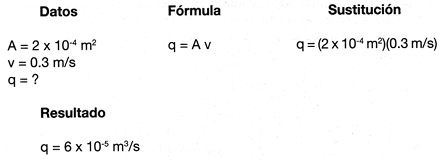 Datos
Fórmula
Sustitución
A = 2 x 10⁻⁴ m²
v = 0.3 m/s
q = ?
q = A v
q = (2 x 10⁻⁴ m²)(0.3 m/s)
Resultado
q = 6 x 10⁻⁵ m³/s